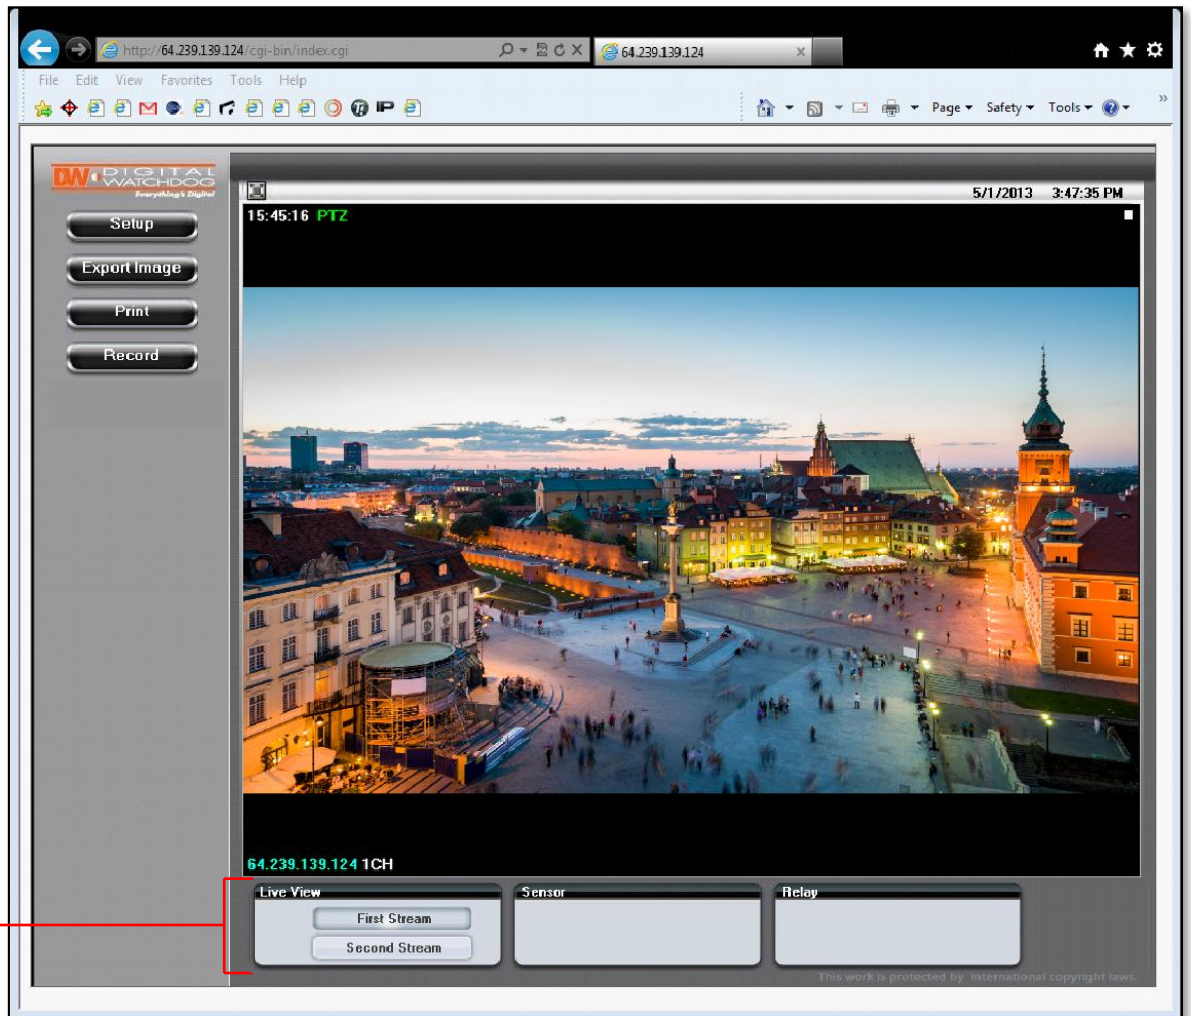 http://64.239.139.124/cgi-bin/index.cgi
64.239.139.124
File Edit View Favorites Tools Help
Page Safety Tools
DW DIGITAL WATCHDOG
Everything's Digital
5/1/2013 3:47:35 PM
Setup
15:45:16 PTZ
Export Image
Print
Record
64.239.139.124 1CH
Live View
First Stream
Second Stream
Sensor
Relay
This work is protected by international copyright laws.